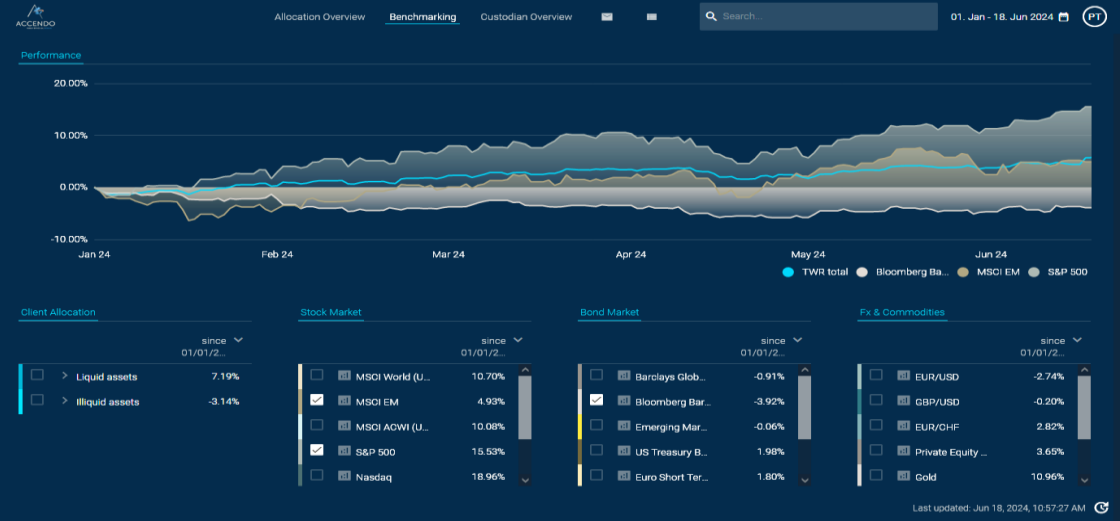 ACCENDO
Allocation Overview Benchmarking Custodian Overview Search... 01. Jan - 18. Jun 2024 PT
Performance
20.00%
10.00%
0.00%
-10.00%
Jan 24 Feb 24 Mar 24 Apr 24 May 24 Jun 24
TWR total Bloomberg Ba... MSCI EM S&P 500
Client Allocation
since
01/01/2...
Liquid assets 7.19%
Illiquid assets -3.14%
Stock Market
since
01/01/2...
MSCI World (U... 10.70%
MSCI EM 4.93%
MSCI ACWI (U... 10.08%
S&P 500 15.53%
Nasdaq 18.96%
Bond Market
since
01/01/2...
Barclays Glob... -0.91%
Bloomberg Bar... -3.92%
Emerging Mar... -0.06%
US Treasury B... 1.98%
Euro Short Ter... 1.80%
Fx & Commodities
since
01/01/2...
EUR/USD -2.74%
GBP/USD -0.20%
EUR/CHF 2.82%
Private Equity ... 3.65%
Gold 10.96%
Last updated: Jun 18, 2024, 10:57:27 AM